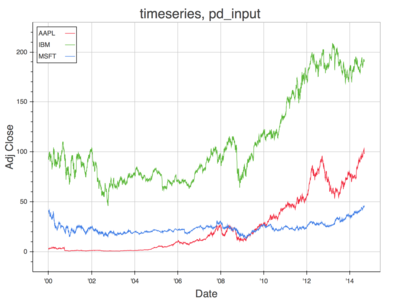 timeseries, pd_input
AAPL
IBM
MSFT
200
150
100
50
0
Adj Close
'00 '02 '04 '06 '08 '10 '12 '14
Date